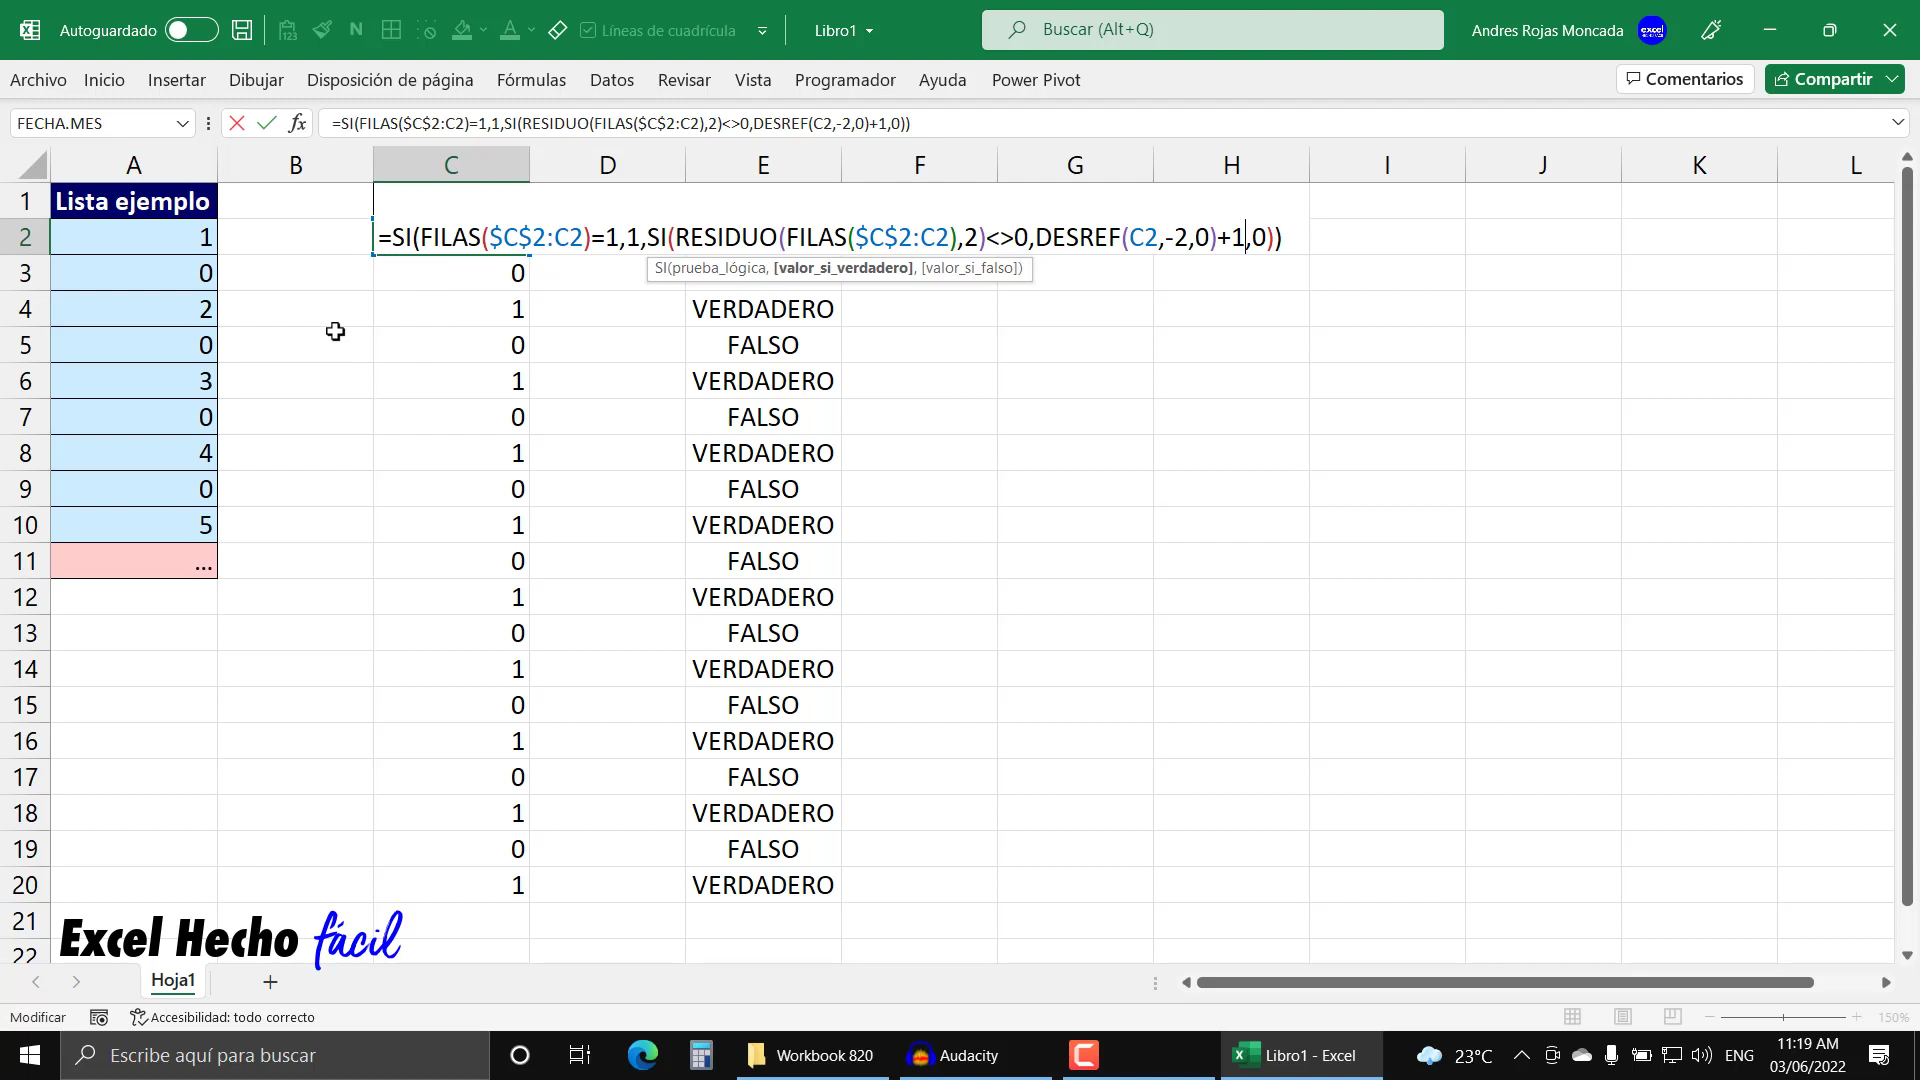 Autoguardado
Líneas de cuadrícula
Libro1
Buscar (Alt+Q)
Andres Rojas Moncada
Archivo Inicio Insertar Dibujar Disposición de página Fórmulas Datos Revisar Vista Programador Ayuda Power Pivot
Comentarios
Compartir
FECHA.MES
fx
=SI(FILAS($C$2:C2)=1,1,SI(RESIDUO(FILAS($C$2:C2),2)<>0,DESREF(C2,-2,0)+1,0))
A B C D E F G H I J K L
1 Lista ejemplo
2 1 =SI(FILAS($C$2:C2)=1,1,SI(RESIDUO(FILAS($C$2:C2),2)<>0,DESREF(C2,-2,0)+1,0))
SI(prueba_lógica, [valor_si_verdadero], [valor_si_falso])
3 0 0
4 2 1 VERDADERO
5 0 0 FALSO
6 3 1 VERDADERO
7 0 0 FALSO
8 4 1 VERDADERO
9 0 0 FALSO
10 5 1 VERDADERO
11 ... 0 FALSO
12 1 VERDADERO
13 0 FALSO
14 1 VERDADERO
15 0 FALSO
16 1 VERDADERO
17 0 FALSO
18 1 VERDADERO
19 0 FALSO
20 1 VERDADERO
21
22
Excel Hecho fácil
Hoja1
Modificar
Accesibilidad: todo correcto
150%
Escribe aquí para buscar
Workbook 820
Audacity
Libro1 - Excel
23°C
ENG
11:19 AM
03/06/2022